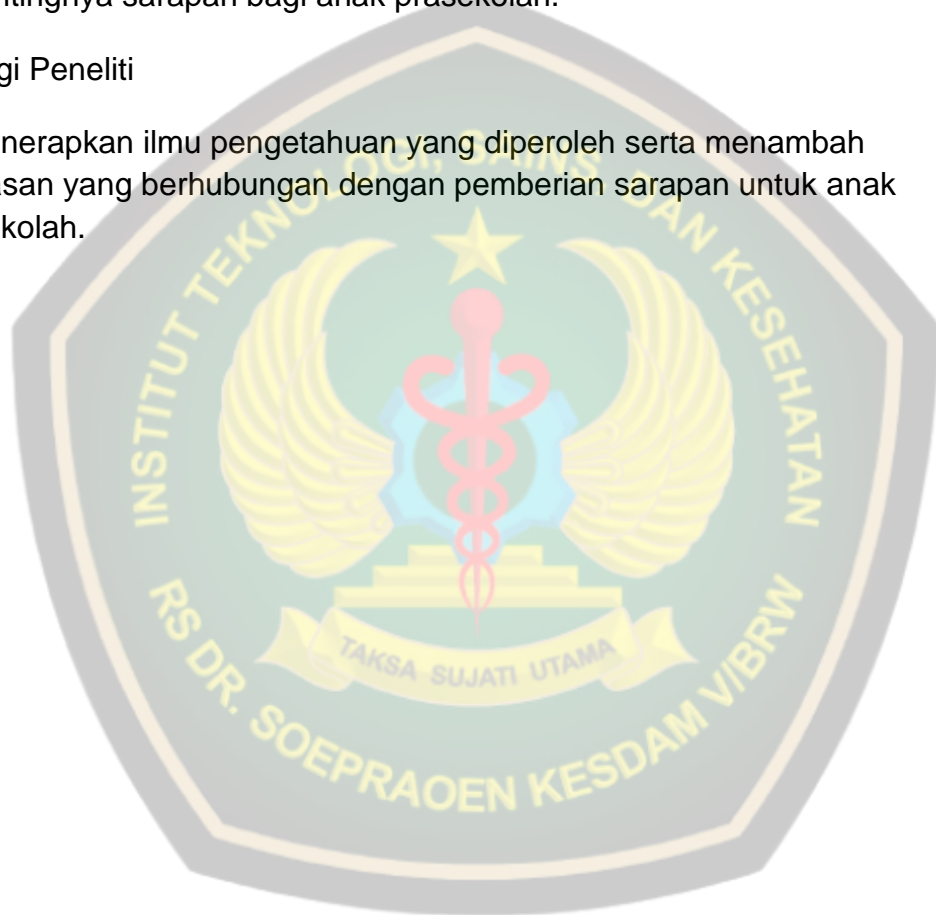 ntingnya sarapan bagi anak prasekolah.
gi Peneliti
nerapkan ilmu pengetahuan yang diperoleh serta menambah
asan yang berhubungan dengan pemberian sarapan untuk anak
kolah.
INSTITUT TEKNOLOGI, SAINS, DAN KESEHATAN
TAKSA SUJATI UTAMA
RS DR. SOEPRAOEN KESDAM V/BRW